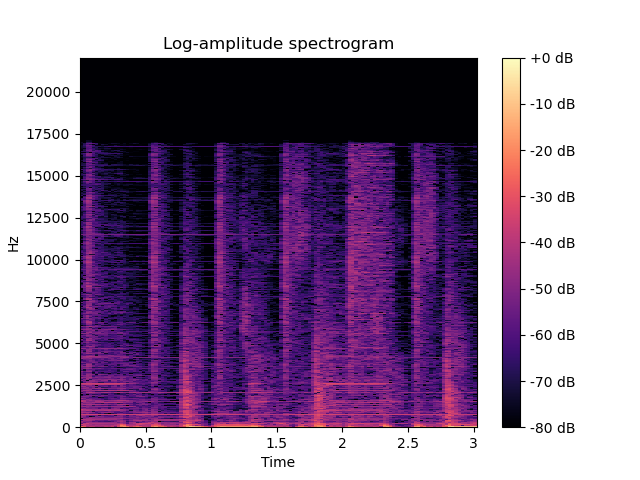 Log-amplitude spectrogram
Hz
20000
17500
15000
12500
10000
7500
5000
2500
0
0
0.5
1
1.5
2
2.5
3
Time
+0 dB
-10 dB
-20 dB
-30 dB
-40 dB
-50 dB
-60 dB
-70 dB
-80 dB